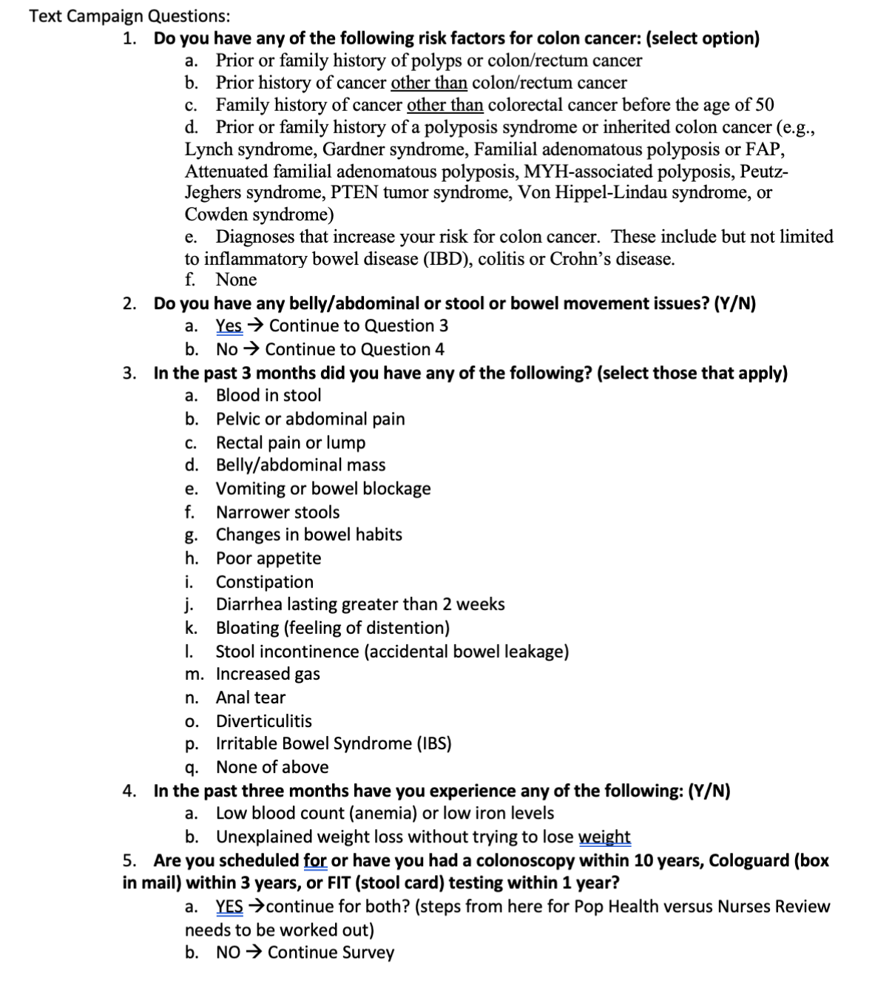 Text Campaign Questions:
1. Do you have any of the following risk factors for colon cancer: (select option)
a. Prior or family history of polyps or colon/rectum cancer
b. Prior history of cancer other than colon/rectum cancer
c. Family history of cancer other than colorectal cancer before the age of 50
d. Prior or family history of a polyposis syndrome or inherited colon cancer (e.g.,
Lynch syndrome, Gardner syndrome, Familial adenomatous polyposis or FAP,
Attenuated familial adenomatous polyposis, MYH-associated polyposis, Peutz-
Jeghers syndrome, PTEN tumor syndrome, Von Hippel-Lindau syndrome, or
Cowden syndrome)
e. Diagnoses that increase your risk for colon cancer.  These include but not limited
to inflammatory bowel disease (IBD), colitis or Crohn’s disease.
f. None
2. Do you have any belly/abdominal or stool or bowel movement issues? (Y/N)
a. Yes → Continue to Question 3
b. No → Continue to Question 4
3. In the past 3 months did you have any of the following? (select those that apply)
a. Blood in stool
b. Pelvic or abdominal pain
c. Rectal pain or lump
d. Belly/abdominal mass
e. Vomiting or bowel blockage
f. Narrower stools
g. Changes in bowel habits
h. Poor appetite
i. Constipation
j. Diarrhea lasting greater than 2 weeks
k. Bloating (feeling of distention)
l. Stool incontinence (accidental bowel leakage)
m. Increased gas
n. Anal tear
o. Diverticulitis
p. Irritable Bowel Syndrome (IBS)
q. None of above
4. In the past three months have you experience any of the following: (Y/N)
a. Low blood count (anemia) or low iron levels
b. Unexplained weight loss without trying to lose weight
5. Are you scheduled for or have you had a colonoscopy within 10 years, Cologuard (box
in mail) within 3 years, or FIT (stool card) testing within 1 year?
a. YES →continue for both? (steps from here for Pop Health versus Nurses Review
needs to be worked out)
b. NO → Continue Survey